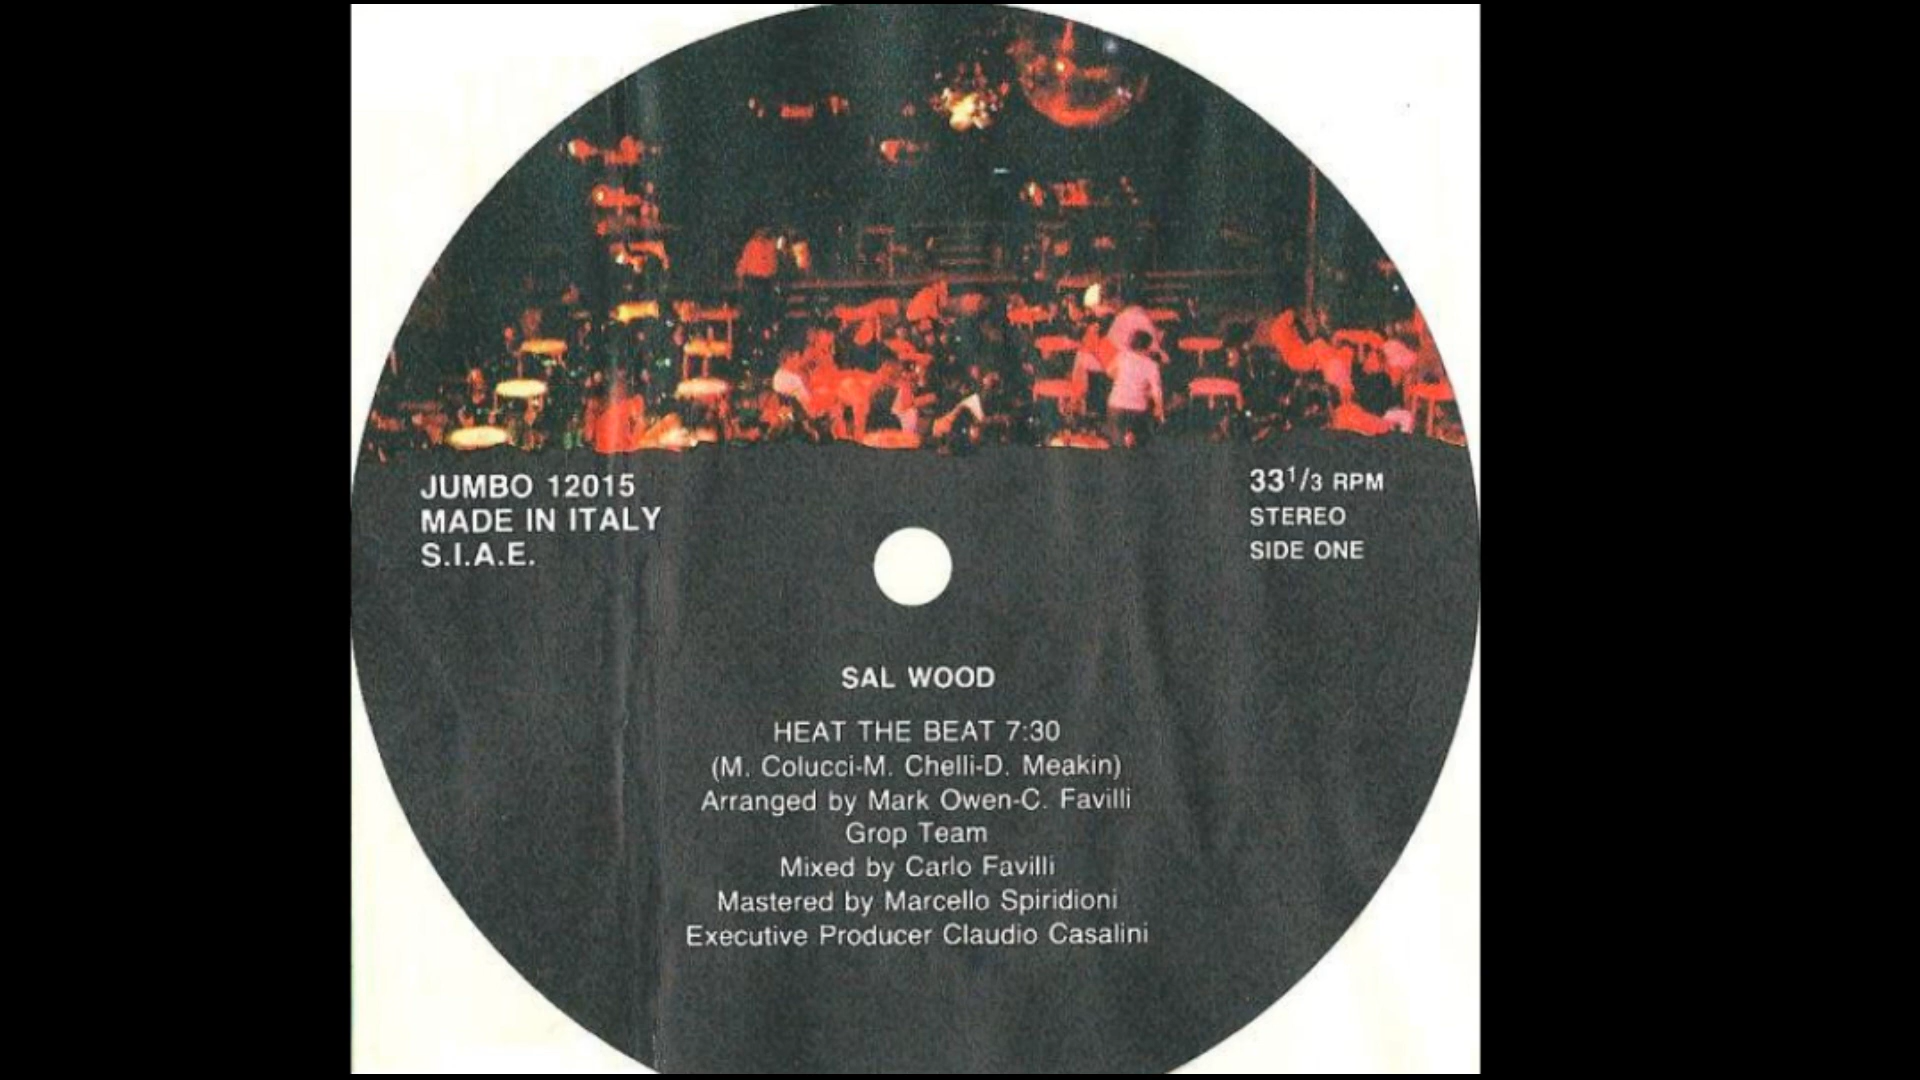 JUMBO 12015
MADE IN ITALY
S.I.A.E.
33 1/3 RPM
STEREO
SIDE ONE
SAL WOOD
HEAT THE BEAT 7:30
(M. Colucci-M. Chelli-D. Meakin)
Arranged by Mark Owen-C. Favilli
Grop Team
Mixed by Carlo Favilli
Mastered by Marcello Spiridioni
Executive Producer Claudio Casalini